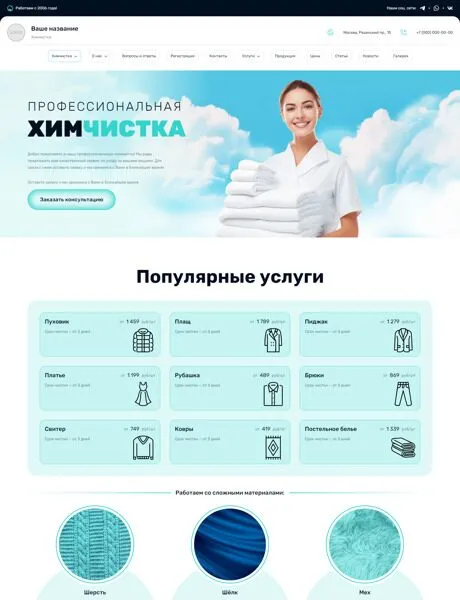 Работаем с 2006 года!
Наши соц. сети:
Ваше название
Химчистка
Москва, Рязанский пр., 10
+7 (000) 000-00-00
Химчистка
О нас
Вопросы и ответы
Регистрация
Контакты
Услуги
Продукция
Цены
Статьи
Новости
Галерея
ПРОФЕССИОНАЛЬНАЯ
ХИМЧИСТКА
Заказать консультацию
Популярные услуги
Пуховик от 1 459 руб/шт
Срок чистки – от 3 дней
Плащ от 1 789 руб/шт
Срок чистки – от 3 дней
Пиджак от 1 279 руб/шт
Срок чистки – от 3 дней
Платье от 1 199 руб/шт
Срок чистки – от 3 дней
Рубашка от 489 руб/шт
Срок чистки – от 3 дней
Брюки от 869 руб/шт
Срок чистки – от 3 дней
Свитер от 749 руб/шт
Срок чистки – от 3 дней
Ковры от 419 руб/шт
Срок чистки – от 3 дней
Постельное белье от 1 339 руб/шт
Срок чистки – от 3 дней
Работаем со сложными материалами:
Шерсть
Шёлк
Мех